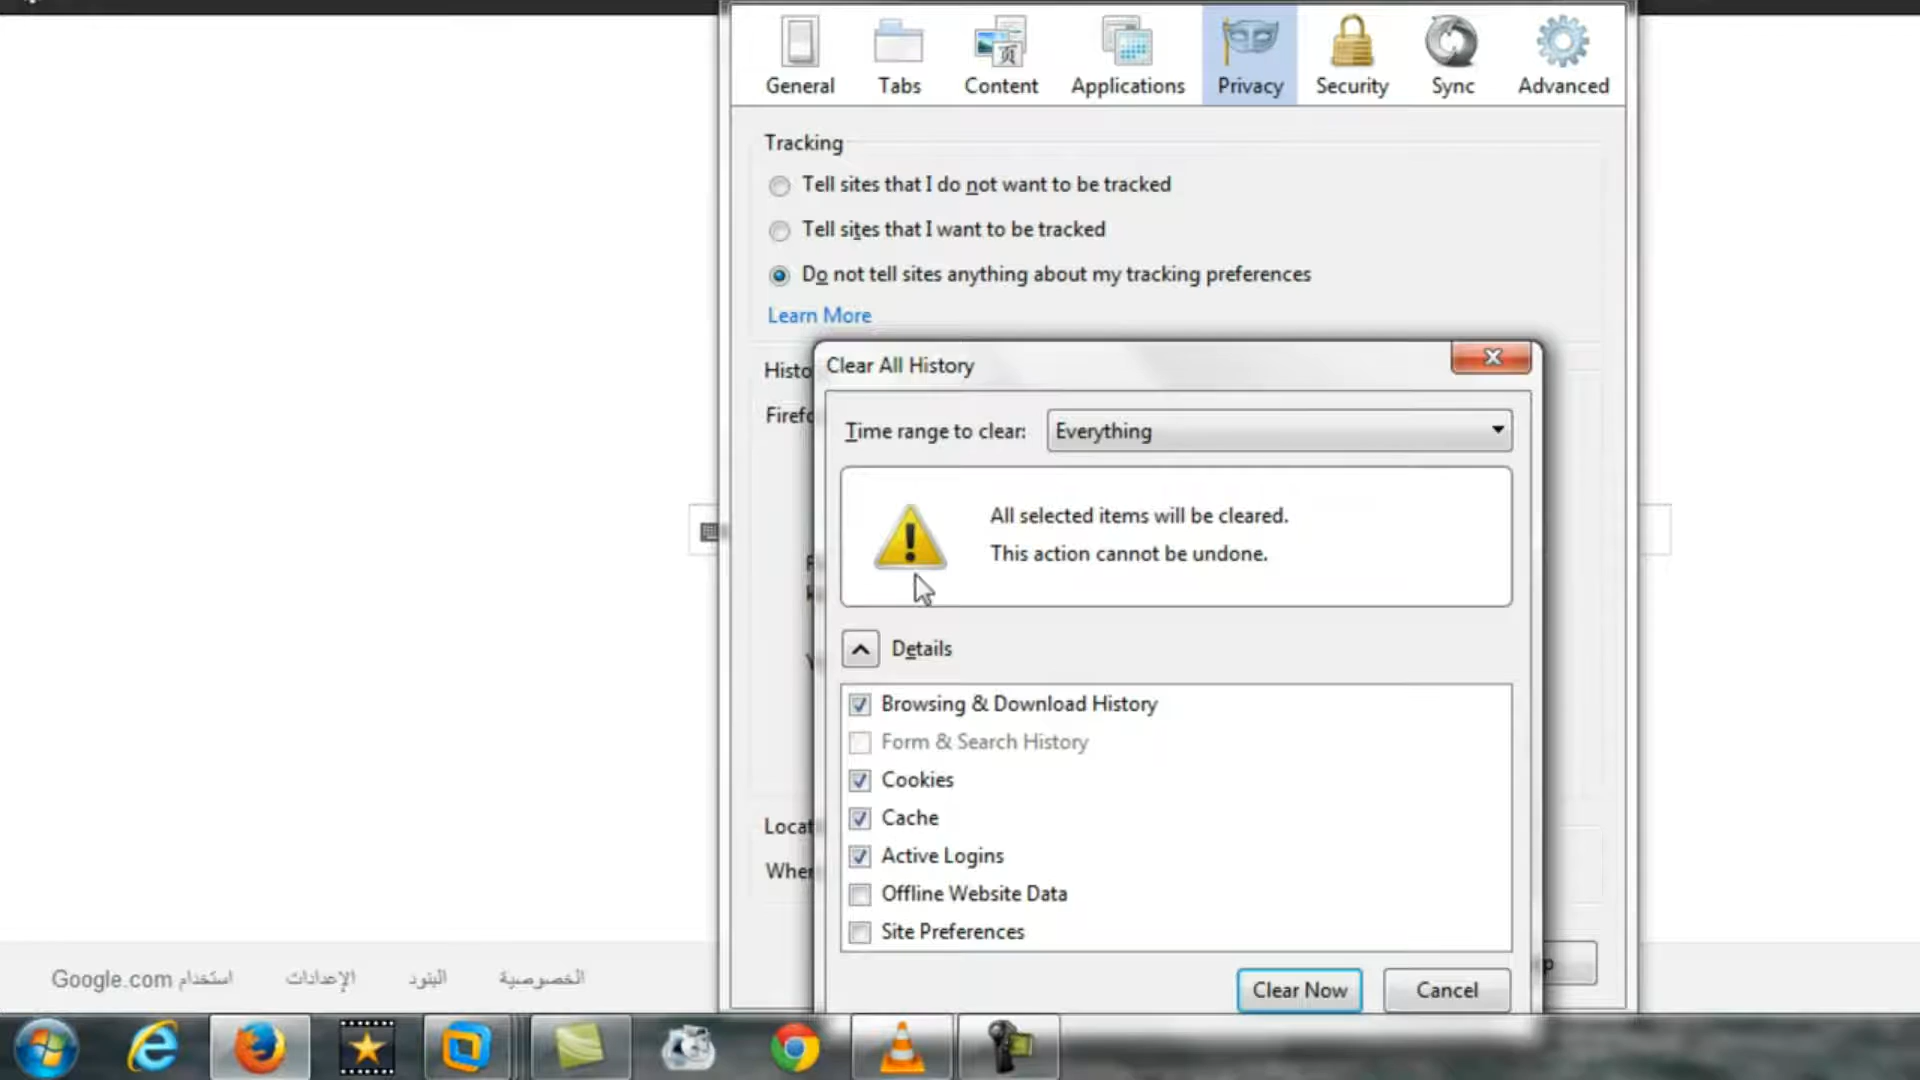 General
Tabs
Content
Applications
Privacy
Security
Sync
Advanced
Tracking
Tell sites that I do not want to be tracked
Tell sites that I want to be tracked
Do not tell sites anything about my tracking preferences
Learn More
Histo
Firefo
Clear All History
Time range to clear: Everything
All selected items will be cleared.
This action cannot be undone.
Details
Browsing & Download History
Form & Search History
Cookies
Cache
Active Logins
Offline Website Data
Site Preferences
Locat
Wher
Clear Now
Cancel
p
استخدام Google.com
الإعدادات
البنود
الخصوصية